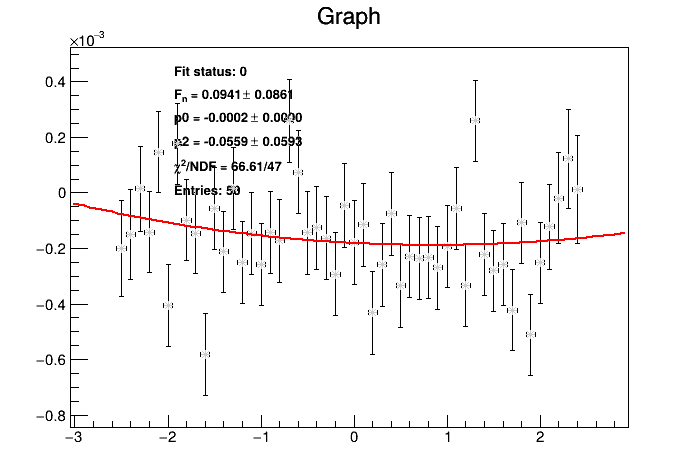 Graph
×10⁻³
Fit status: 0
Fₙ = 0.0941 ± 0.0861
p0 = -0.0002 ± 0.0000
p2 = -0.0559 ± 0.0593
χ²/NDF = 66.61/47
Entries: 50
0.4
0.2
0
−0.2
−0.4
−0.6
−0.8
−3 −2 −1 0 1 2